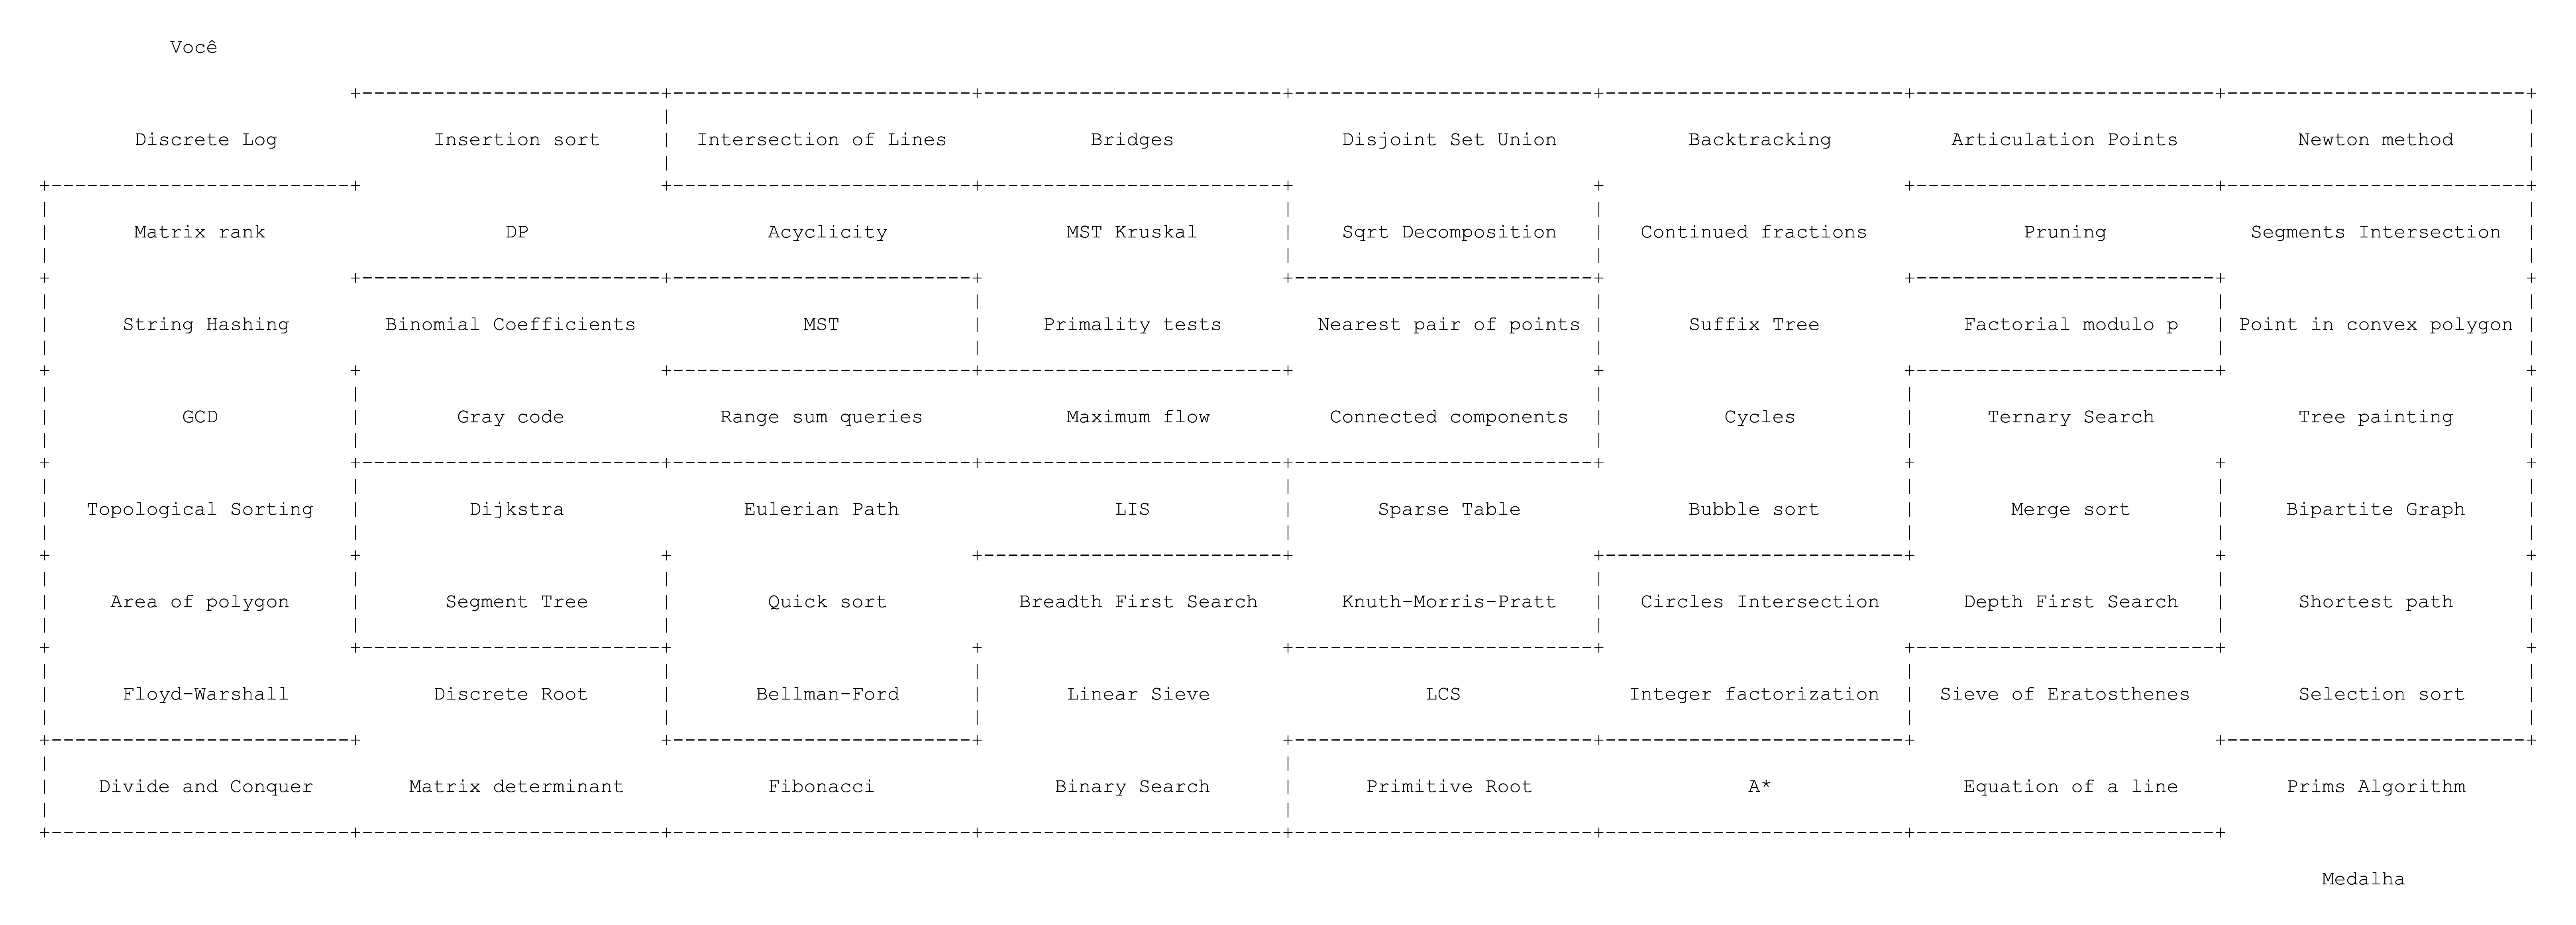 Você
Discrete Log Insertion sort Intersection of Lines Bridges Disjoint Set Union Backtracking Articulation Points Newton method
Matrix rank DP Acyclicity MST Kruskal Sqrt Decomposition Continued fractions Pruning Segments Intersection
String Hashing Binomial Coefficients MST Primality tests Nearest pair of points Suffix Tree Factorial modulo p Point in convex polygon
GCD Gray code Range sum queries Maximum flow Connected components Cycles Ternary Search Tree painting
Topological Sorting Dijkstra Eulerian Path LIS Sparse Table Bubble sort Merge sort Bipartite Graph
Area of polygon Segment Tree Quick sort Breadth First Search Knuth-Morris-Pratt Circles Intersection Depth First Search Shortest path
Floyd-Warshall Discrete Root Bellman-Ford Linear Sieve LCS Integer factorization Sieve of Eratosthenes Selection sort
Divide and Conquer Matrix determinant Fibonacci Binary Search Primitive Root A* Equation of a line Prims Algorithm
Medalha